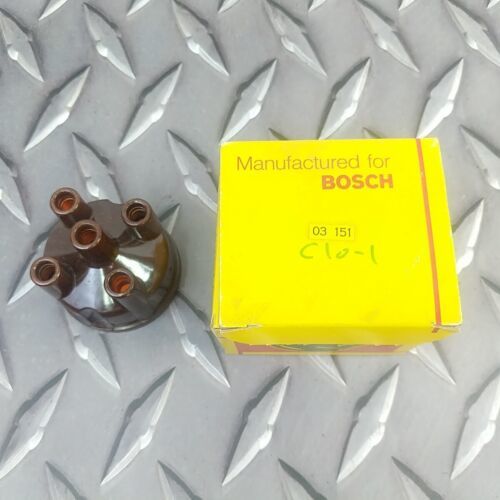 Manufactured for
BOSCH
03 151
C10-1